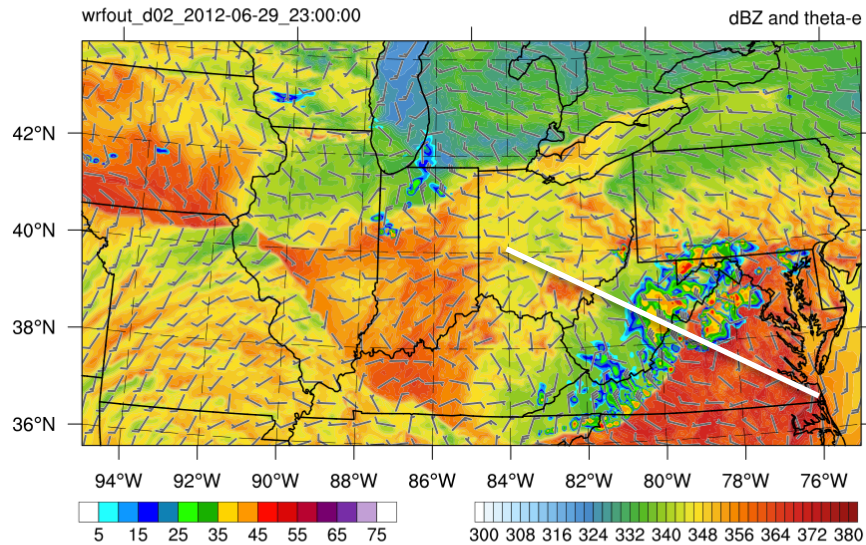 wrfout_d02_2012-06-29_23:00:00 dBZ and theta-e
42°N
40°N
38°N
36°N
94°W 92°W 90°W 88°W 86°W 84°W 82°W 80°W 78°W 76°W
5 15 25 35 45 55 65 75 300 308 316 324 332 340 348 356 364 372 380